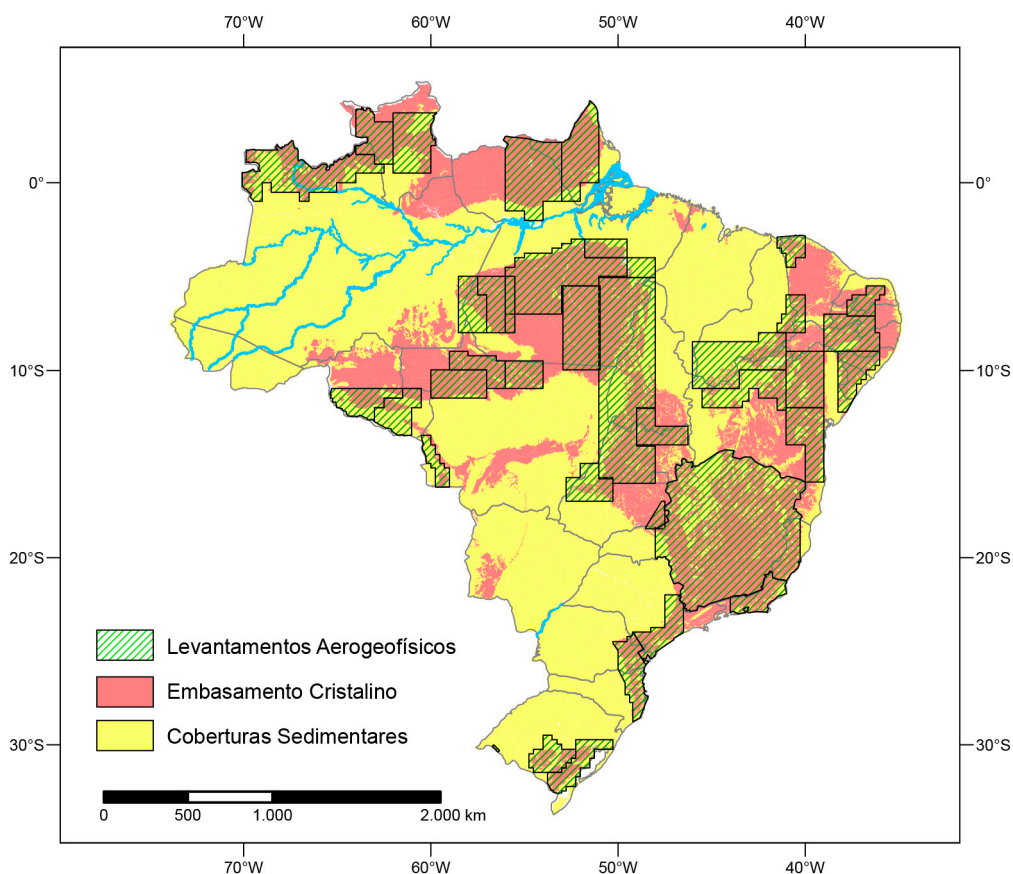 70°W 60°W 50°W 40°W
0° 0°
10°S 10°S
20°S 20°S
Levantamentos Aerogeofísicos
Embasamento Cristalino
Coberturas Sedimentares
30°S 30°S
0 500 1.000 2.000 km
70°W 60°W 50°W 40°W